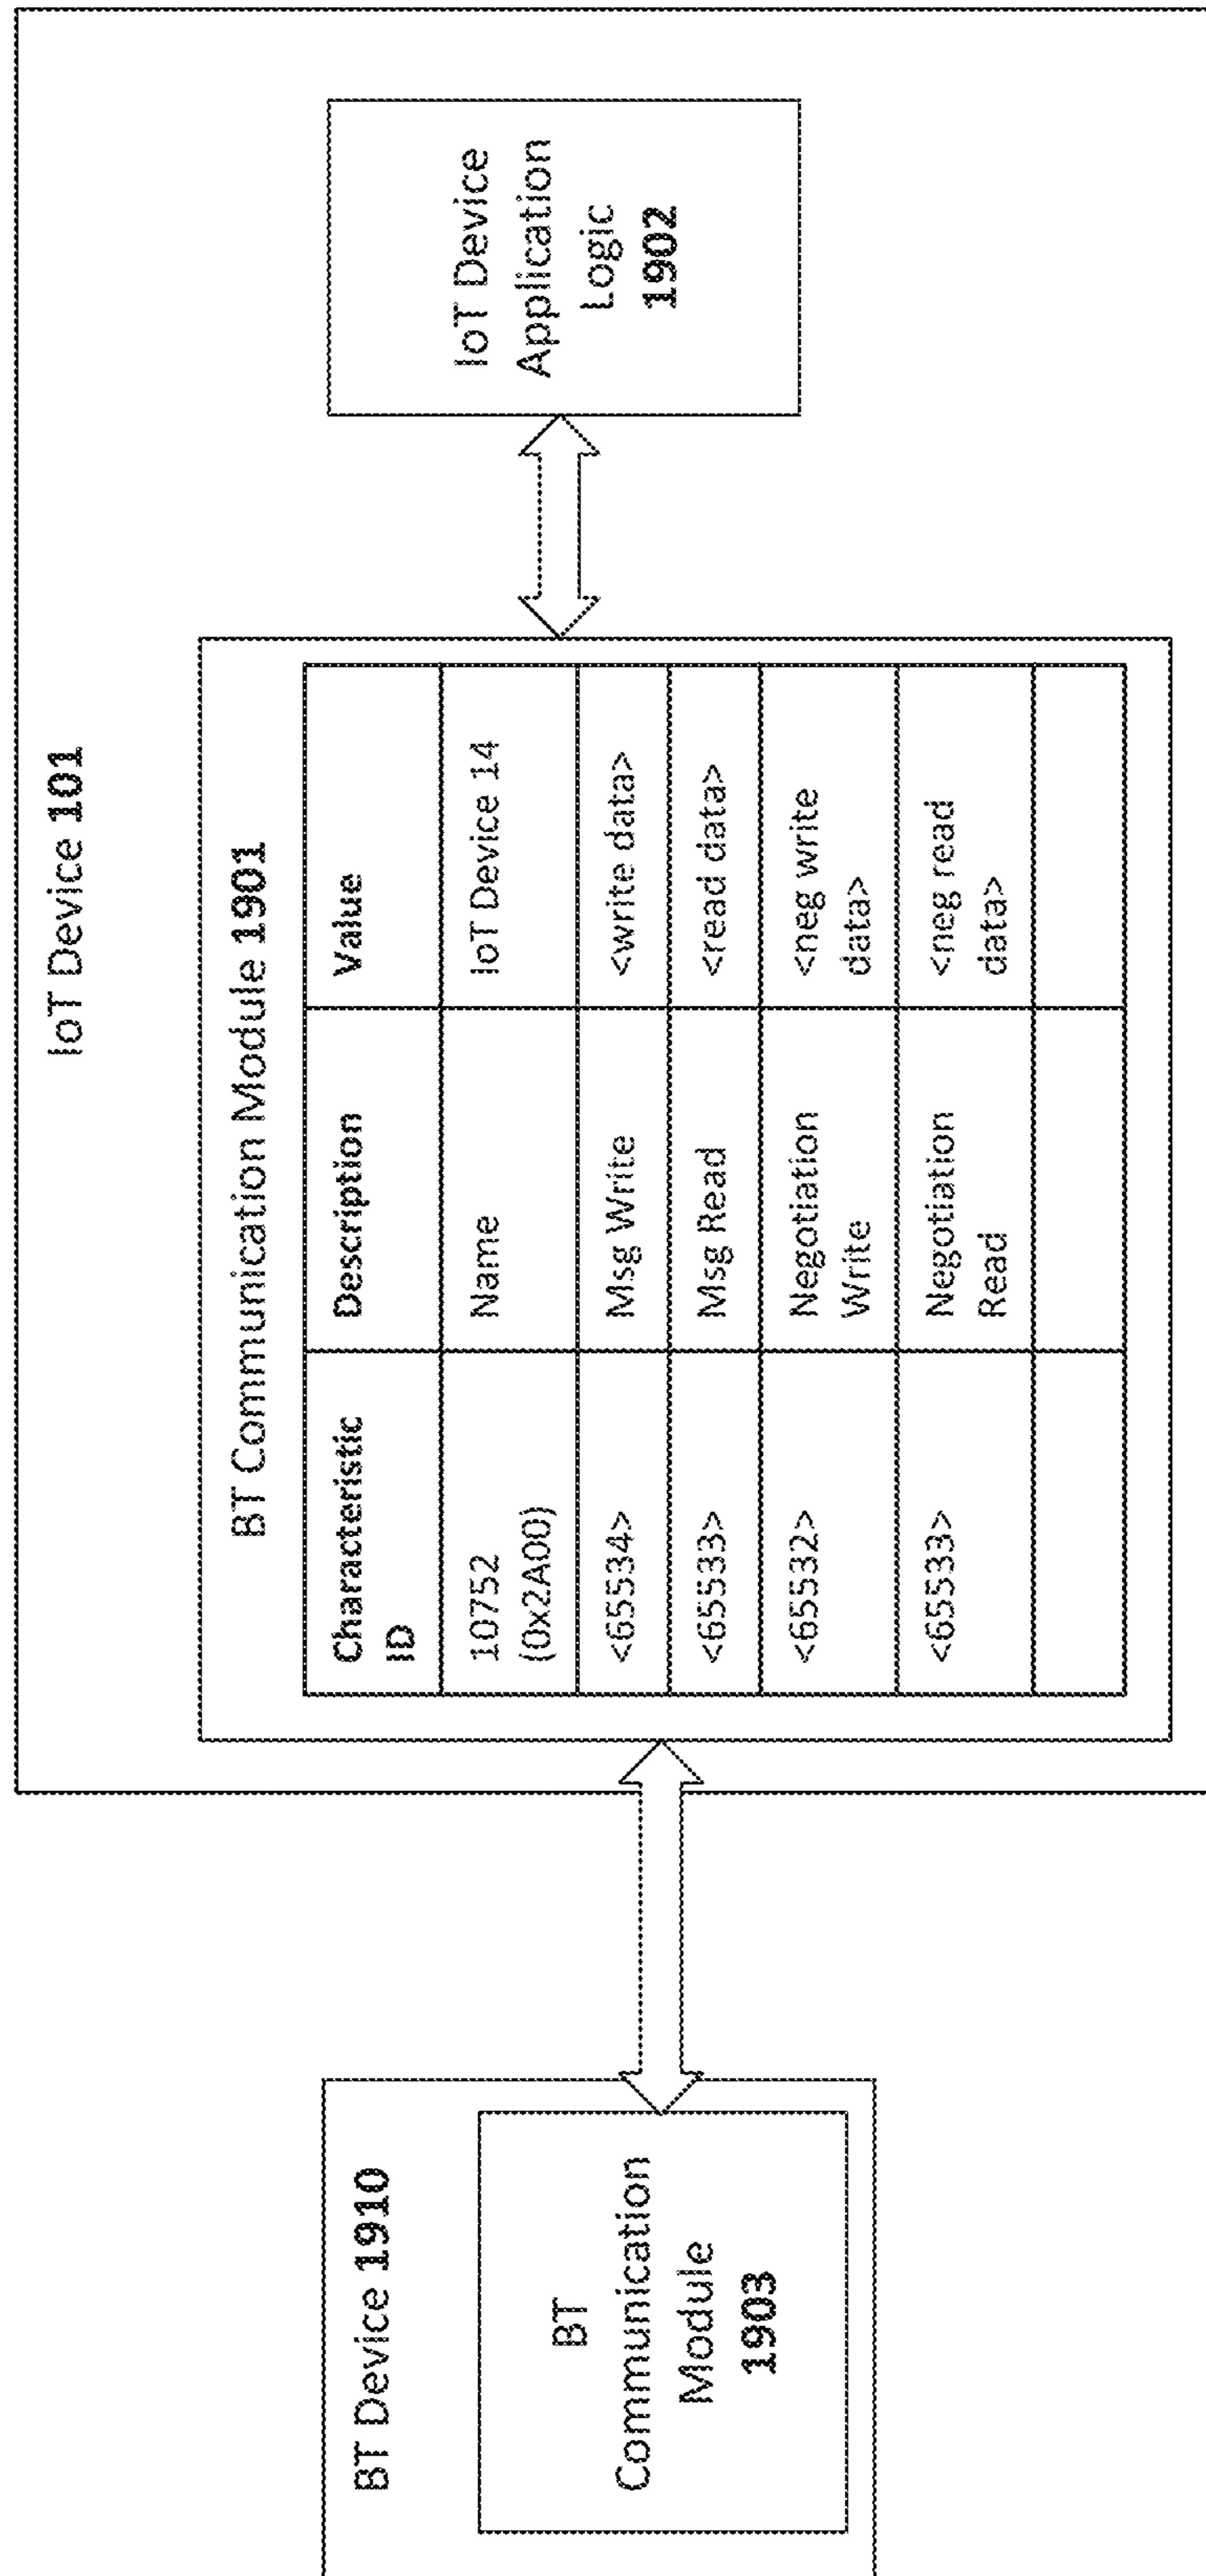 IoT Device 101
BT Communication Module 1901
Characteristic
ID
Description
Value
10752
(0x2A00)
Name
IoT Device 14
<65534>
Msg Write
<write data>
<65533>
Msg Read
<read data>
<65532>
Negotiation
Write
<neg write
data>
<65533>
Negotiation
Read
<neg read
data>
IoT Device
Application
Logic
1902
BT Device 1910
BT
Communication
Module
1903